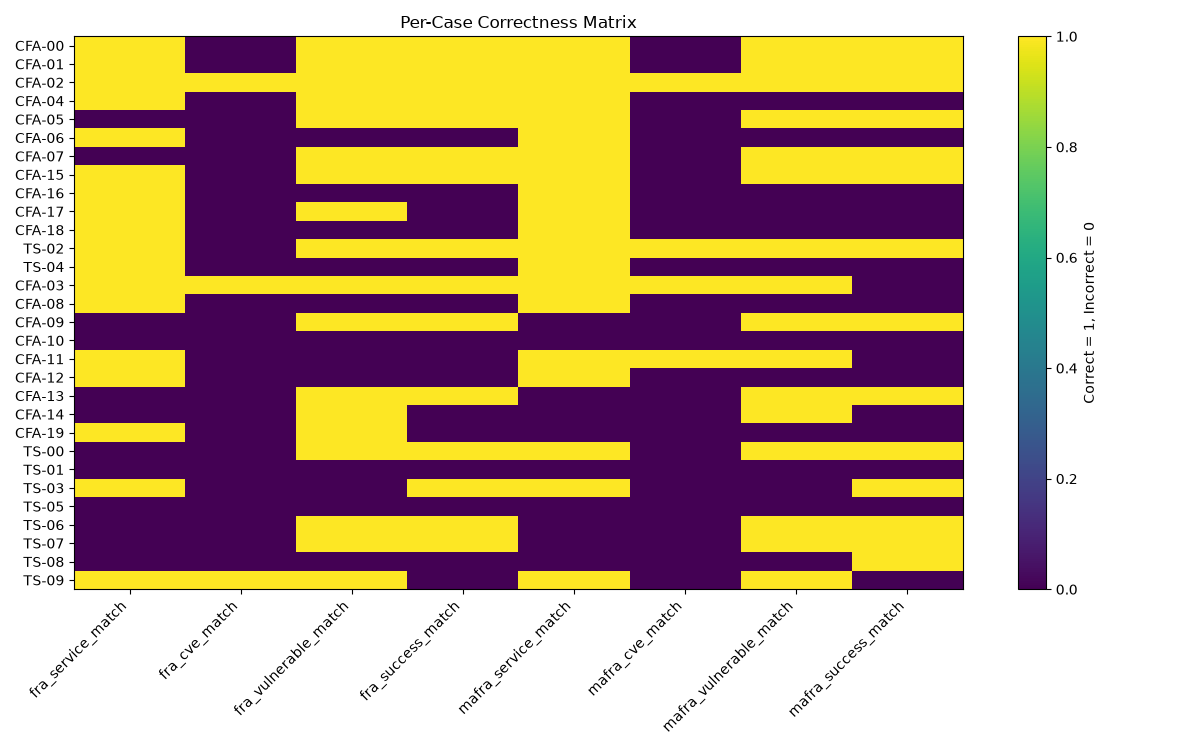 Per-Case Correctness Matrix
CFA-00
CFA-01
CFA-02
CFA-04
CFA-05
CFA-06
CFA-07
CFA-15
CFA-16
CFA-17
CFA-18
TS-02
TS-04
CFA-03
CFA-08
CFA-09
CFA-10
CFA-11
CFA-12
CFA-13
CFA-14
CFA-19
TS-00
TS-01
TS-03
TS-05
TS-06
TS-07
TS-08
TS-09
fra_service_match
fra_cve_match
fra_vulnerable_match
fra_success_match
mafra_service_match
mafra_cve_match
mafra_vulnerable_match
mafra_success_match
1.0
0.8
0.6
0.4
0.2
0.0
Correct = 1, Incorrect = 0